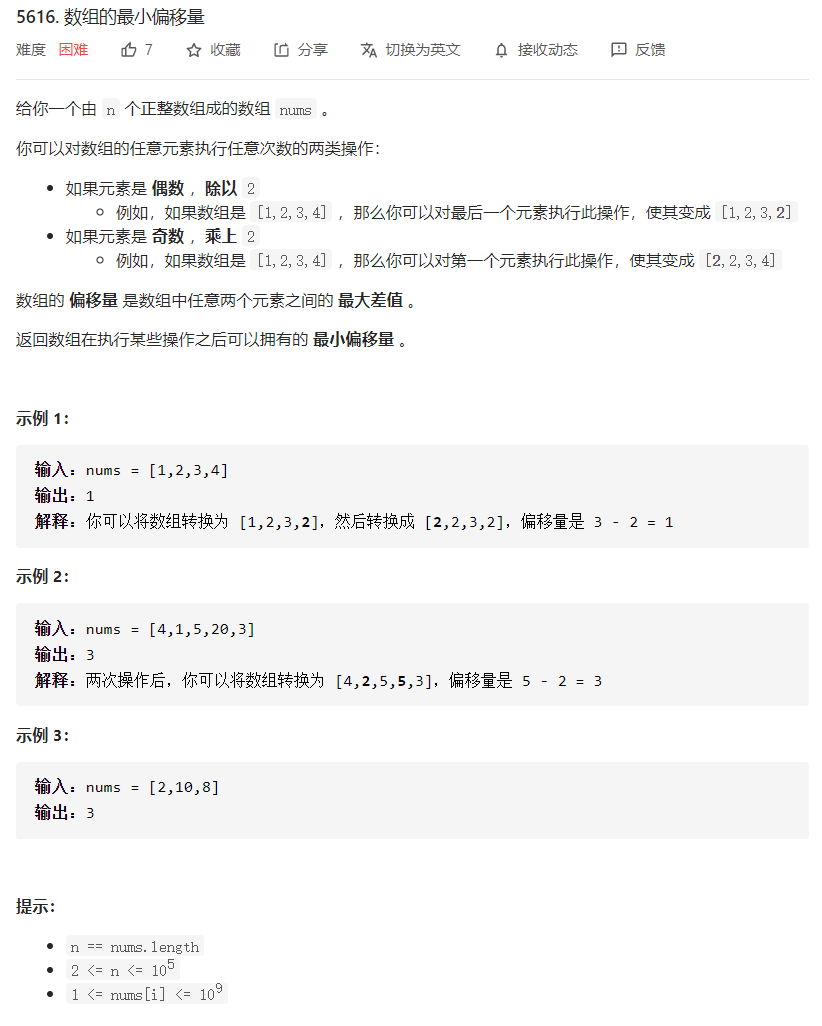 5616. 数组的最小偏移量
难度 困难 7 收藏 分享 切换为英文 接收动态 反馈
给你一个由 n 个正整数组成的数组 nums 。
你可以对数组的任意元素执行任意次数的两类操作：
• 如果元素是 偶数 ，除以 2
◦ 例如，如果数组是 [1,2,3,4] ，那么你可以对最后一个元素执行此操作，使其变成 [1,2,3,2]
• 如果元素是 奇数 ，乘上 2
◦ 例如，如果数组是 [1,2,3,4] ，那么你可以对第一个元素执行此操作，使其变成 [2,2,3,4]
数组的 偏移量 是数组中任意两个元素之间的 最大差值 。
返回数组在执行某些操作之后可以拥有的 最小偏移量 。
示例 1：
输入：nums = [1,2,3,4]
输出：1
解释：你可以将数组转换为 [1,2,3,2]，然后转换成 [2,2,3,2]，偏移量是 3 - 2 = 1
示例 2：
输入：nums = [4,1,5,20,3]
输出：3
解释：两次操作后，你可以将数组转换为 [4,2,5,5,3]，偏移量是 5 - 2 = 3
示例 3：
输入：nums = [2,10,8]
输出：3
提示：
• n == nums.length
• 2 <= n <= 10⁵
• 1 <= nums[i] <= 10⁹